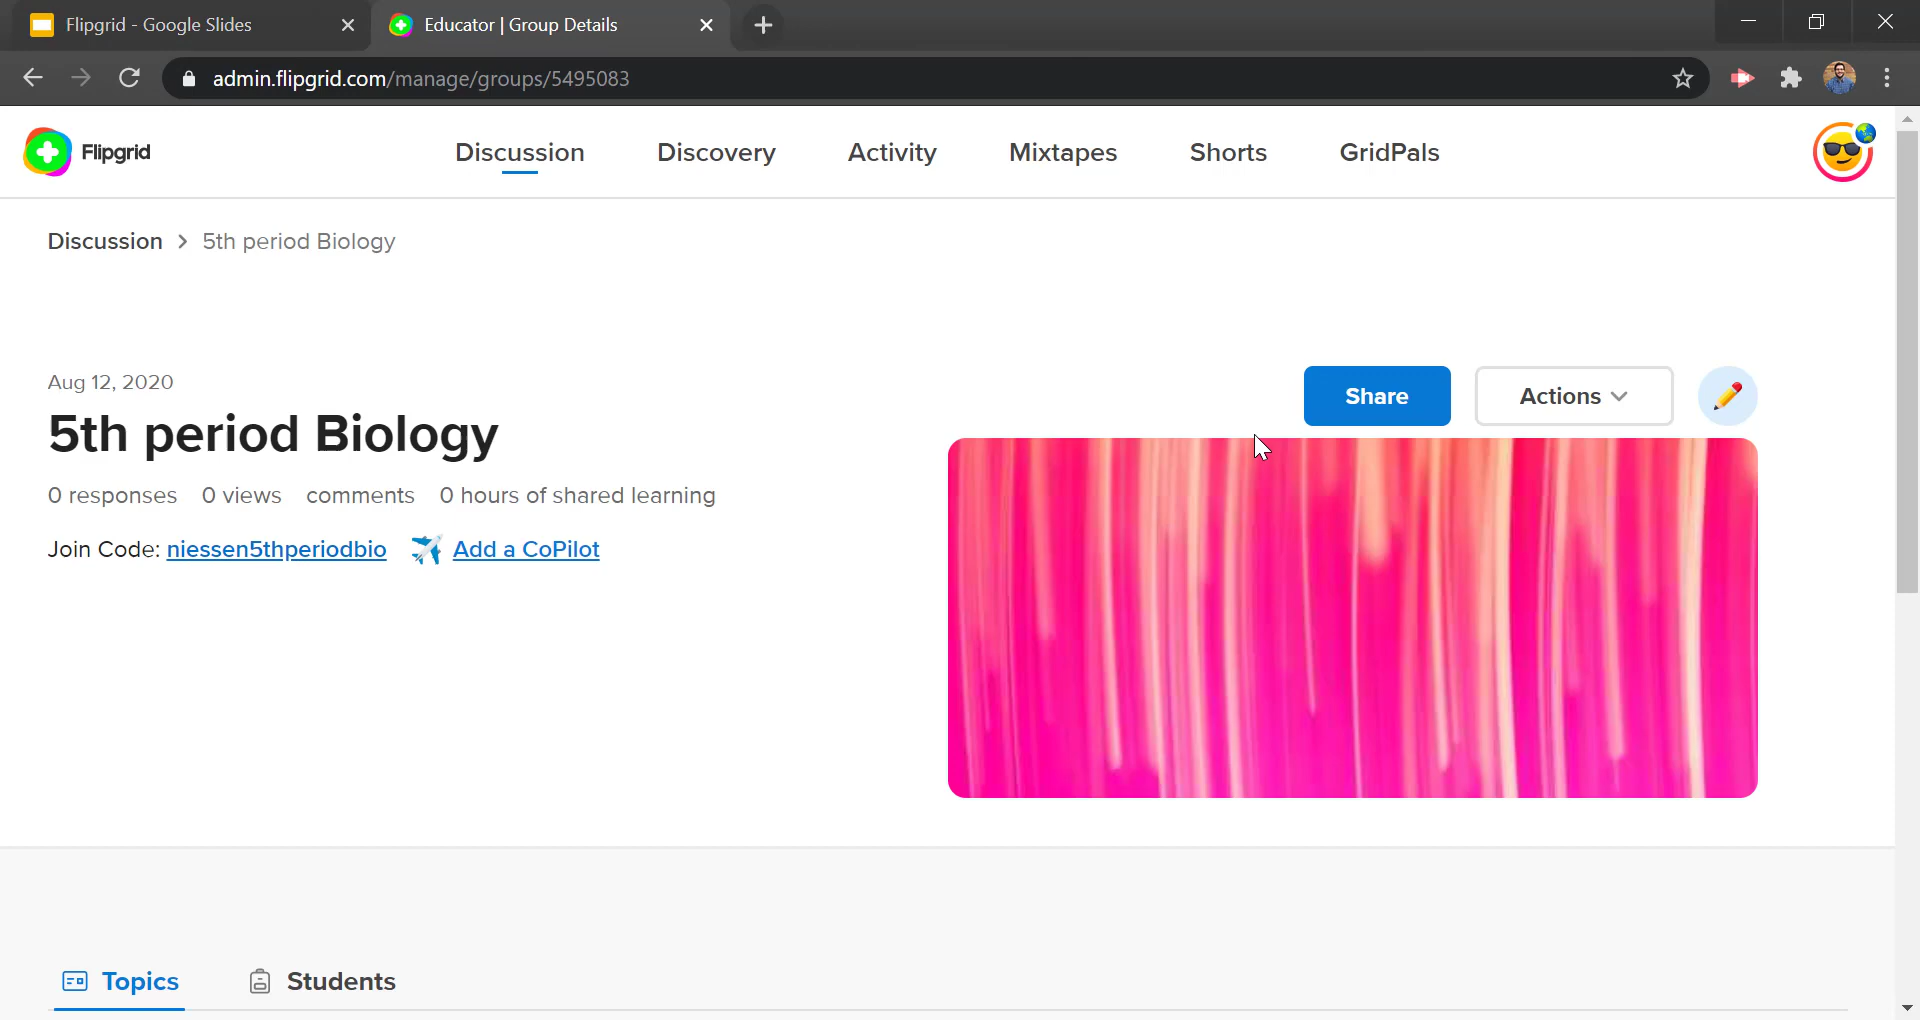 Flipgrid - Google Slides
Educator | Group Details
admin.flipgrid.com/manage/groups/5495083
Flipgrid
Discussion
Discovery
Activity
Mixtapes
Shorts
GridPals
Discussion > 5th period Biology
Aug 12, 2020
Share
Actions
5th period Biology
0 responses 0 views comments 0 hours of shared learning
Join Code: niessen5thperiodbio Add a CoPilot
Topics
Students